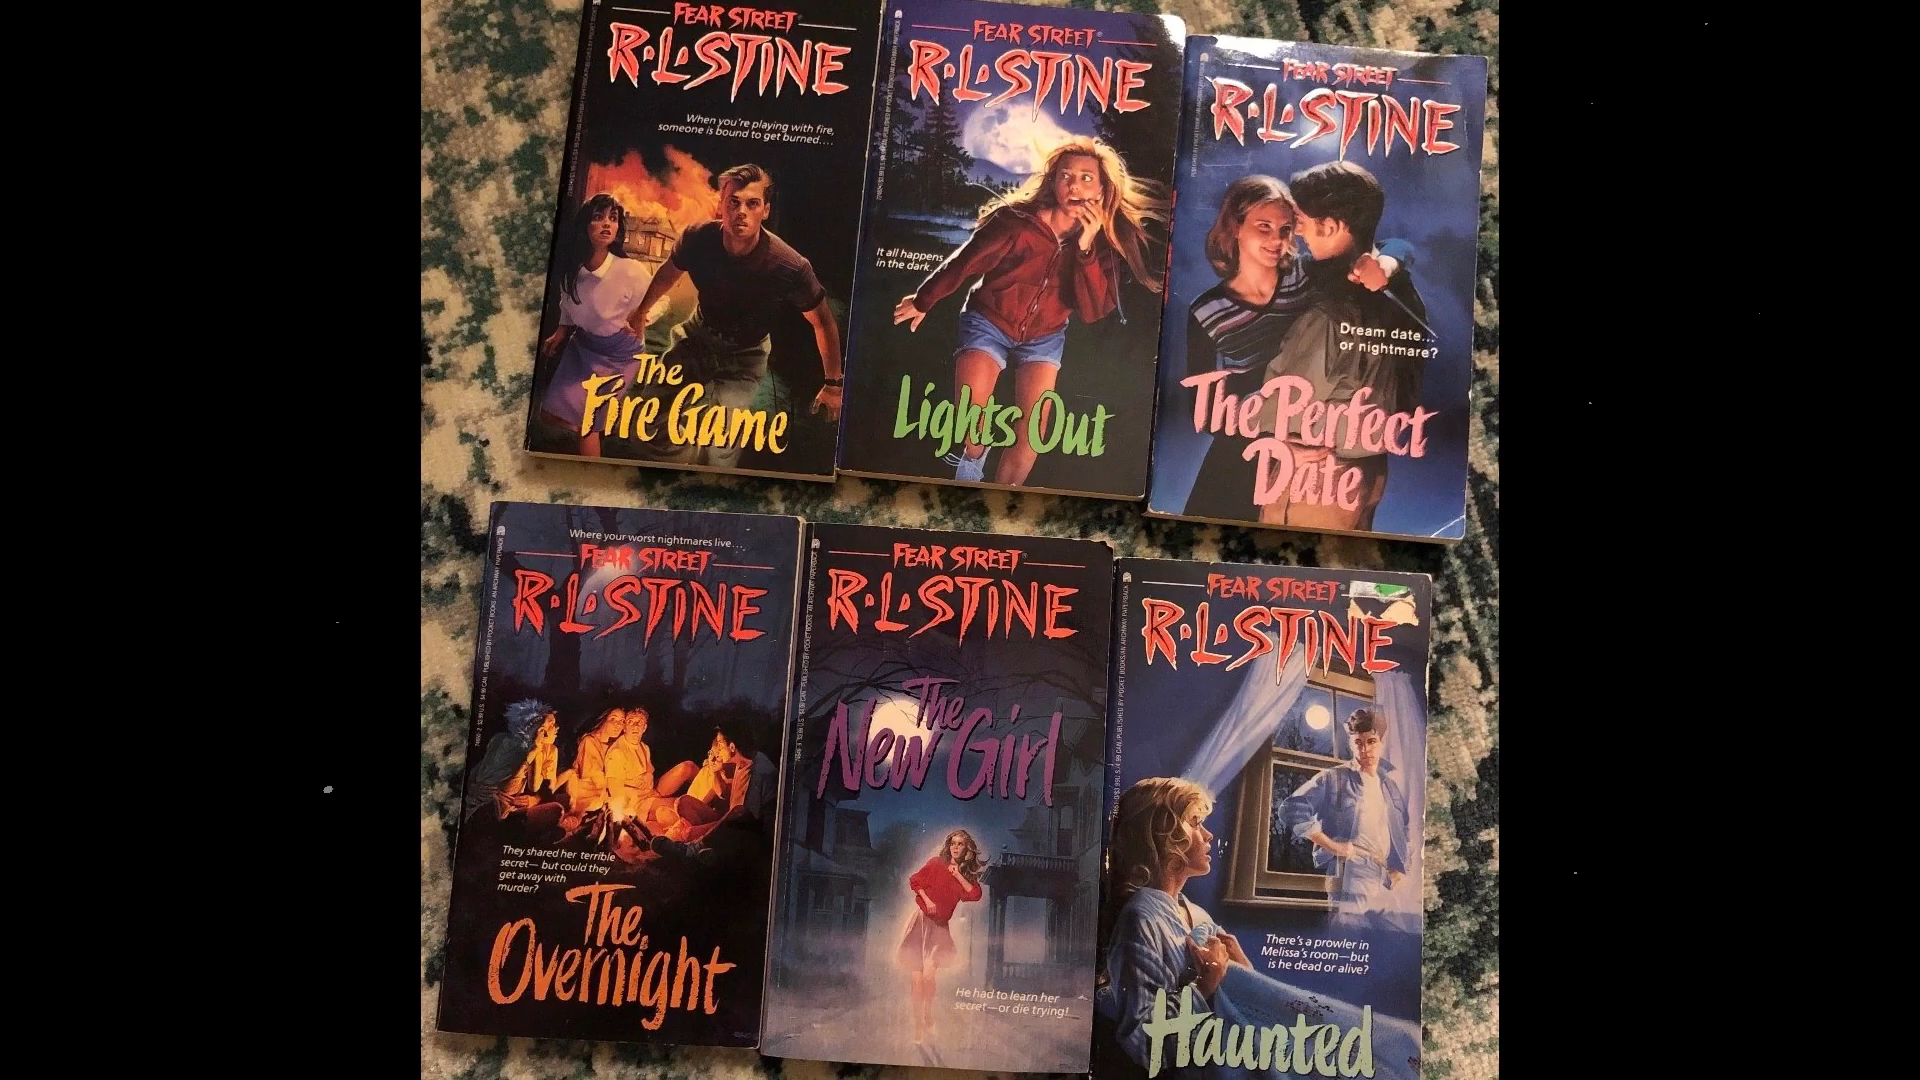 FEAR STREET®
R·L·STINE
When you're playing with fire,
someone is bound to get burned....
The
Fire Game
FEAR STREET®
R·L·STINE
It all happens
in the dark...
Lights Out
FEAR STREET
R·L·STINE
Dream date...
or nightmare?
The Perfect
Date
Where your worst nightmares live...
FEAR STREET®
R·L·STINE
They shared her terrible
secret—but could they
get away with
murder?
The
Overnight
FEAR STREET®
R·L·STINE
The
New Girl
He had to learn her
secret—or die trying!
FEAR STREET®
R·L·STINE
There's a prowler in
Melissa's room—but
is he dead or alive?
Haunted